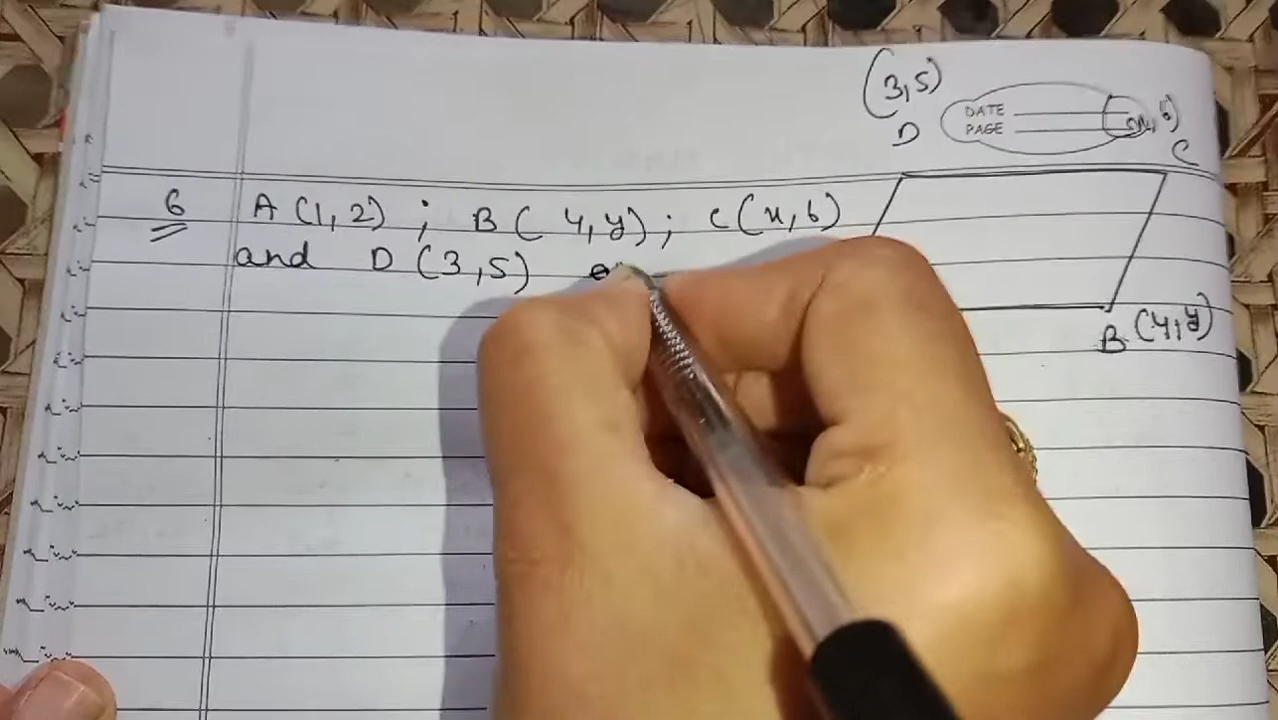 (3,5)
DATE
PAGE
D
C
6 A (1,2) ; B ( 4,y) ; C (x,6)
and D (3,5)
B (4,y)